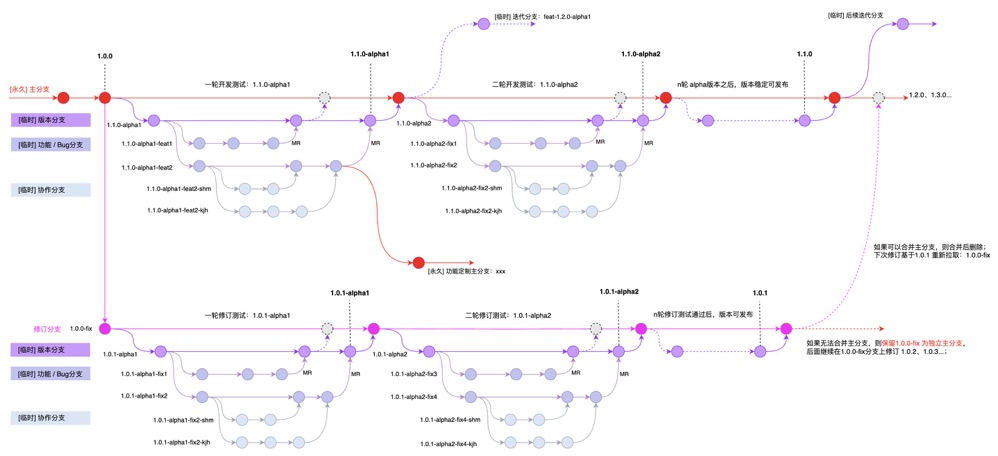 [临时] 迭代分支：feat-1.2.0-alpha1
[临时] 后续迭代分支
1.0.0
1.1.0-alpha1
1.1.0-alpha2
1.1.0
一轮开发测试：1.1.0-alpha1
二轮开发测试：1.1.0-alpha2
n轮 alpha版本之后，版本稳定可发布
[永久] 主分支
1.2.0、1.3.0...
[临时] 版本分支
1.1.0-alpha1
1.1.0-alpha2
[临时] 功能 / Bug分支
1.1.0-alpha1-feat1
MR
MR
1.1.0-alpha2-fix1
MR
MR
1.1.0-alpha1-feat2
1.1.0-alpha2-fix2
[临时] 协作分支
1.1.0-alpha1-feat2-shm
1.1.0-alpha2-fix2-shm
1.1.0-alpha1-feat2-kjh
1.1.0-alpha2-fix2-kjh
如果可以合并主分支，则合并后删除；
下次修订基于1.0.1 重新拉取：1.0.0-fix
[永久] 功能定制主分支：xxx
1.0.1-alpha1
1.0.1-alpha2
1.0.1
一轮修订测试：1.0.1-alpha1
二轮修订测试：1.0.1-alpha2
n轮修订测试通过后，版本可发布
修订分支
1.0.0-fix
如果无法合并主分支，则保留1.0.0-fix 为独立主分支。
后面继续在1.0.0-fix分支上修订 1.0.2、1.0.3...；
[临时] 版本分支
1.0.1-alpha1
1.0.1-alpha2
[临时] 功能 / Bug分支
1.0.1-alpha1-fix1
MR
MR
1.0.1-alpha2-fix3
MR
MR
1.0.1-alpha1-fix2
1.0.1-alpha2-fix4
[临时] 协作分支
1.0.1-alpha1-fix2-shm
1.0.1-alpha2-fix4-shm
1.0.1-alpha1-fix2-kjh
1.0.1-alpha2-fix4-kjh